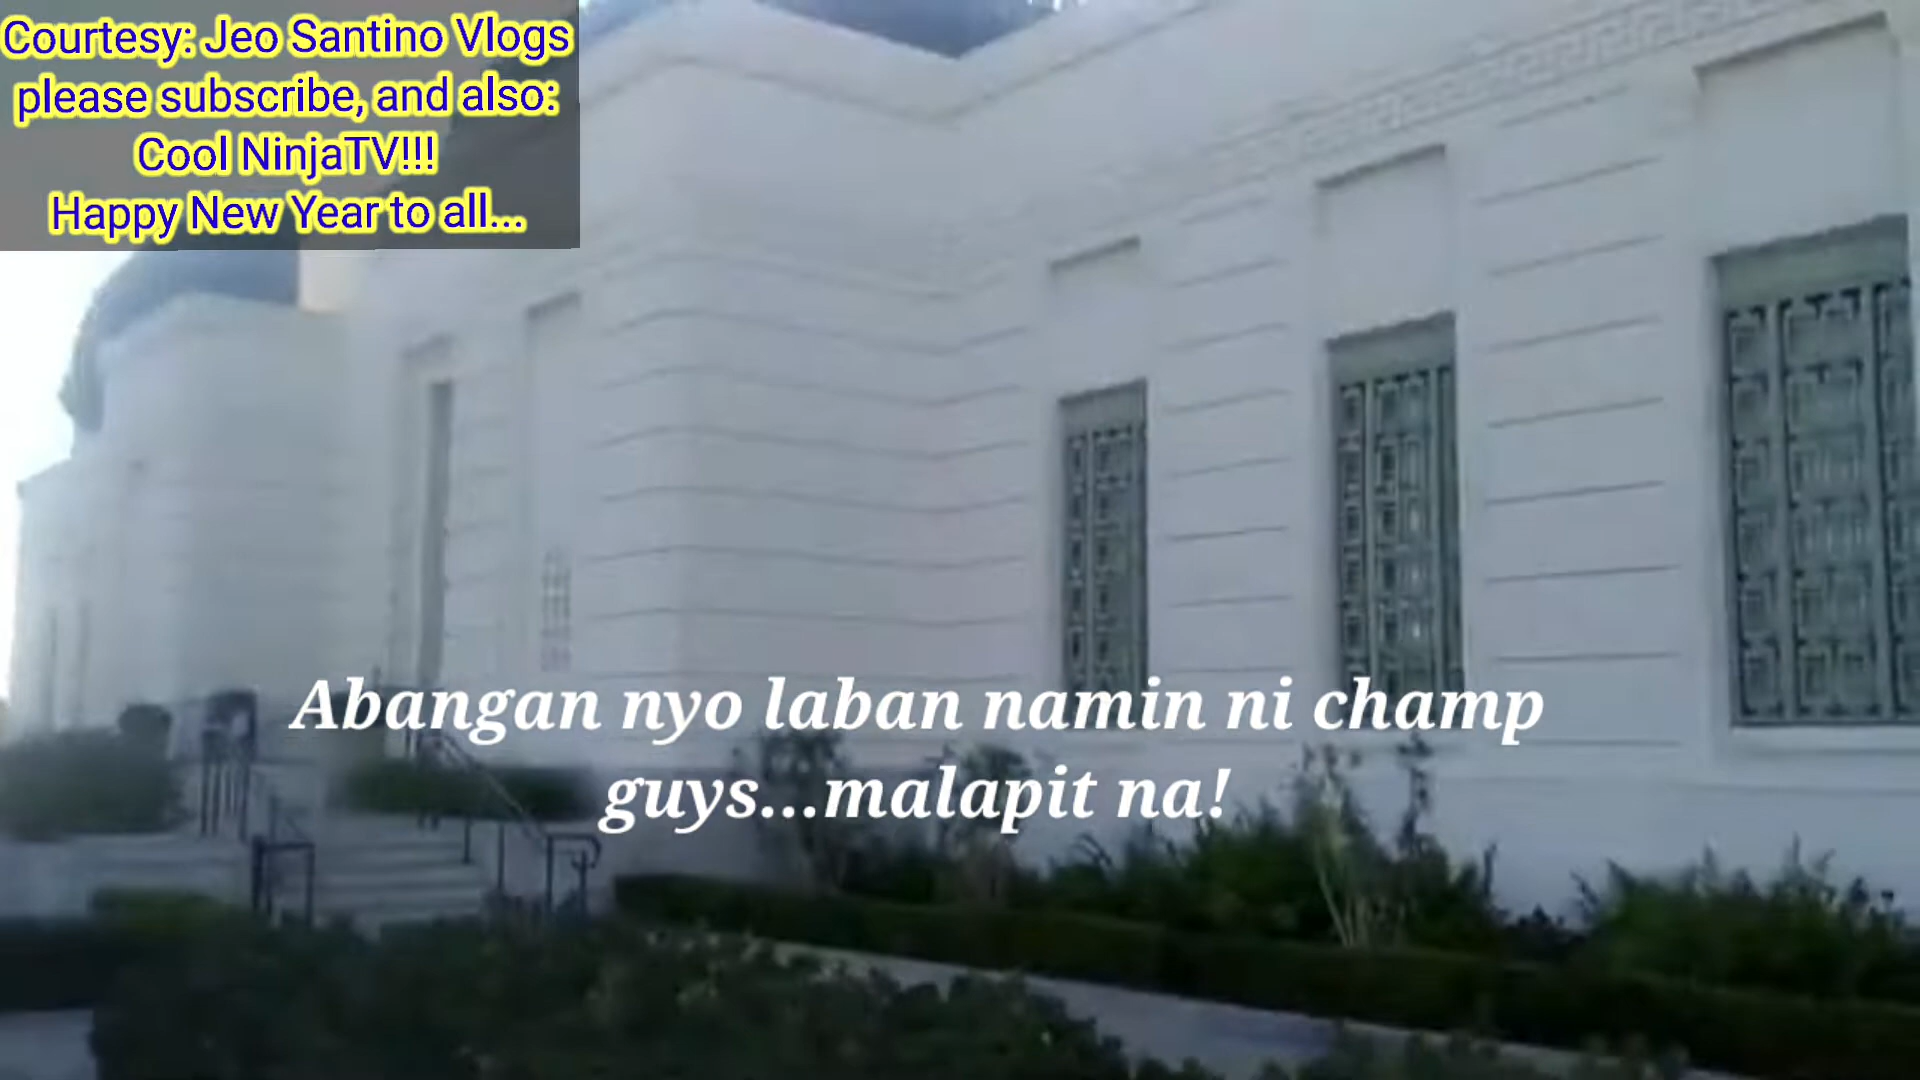 Courtesy: Jeo Santino Vlogs
please subscribe, and also:
Cool NinjaTV!!!
Happy New Year to all...
Abangan nyo laban namin ni champ
guys...malapit na!